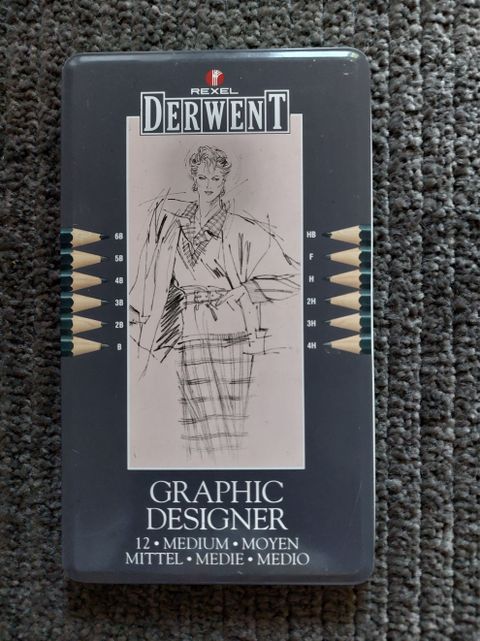 REXEL
DERWENT
6B
5B
4B
3B
2B
B
HB
F
H
2H
3H
4H
GRAPHIC
DESIGNER
12 • MEDIUM • MOYEN
MITTEL • MEDIE • MEDIO